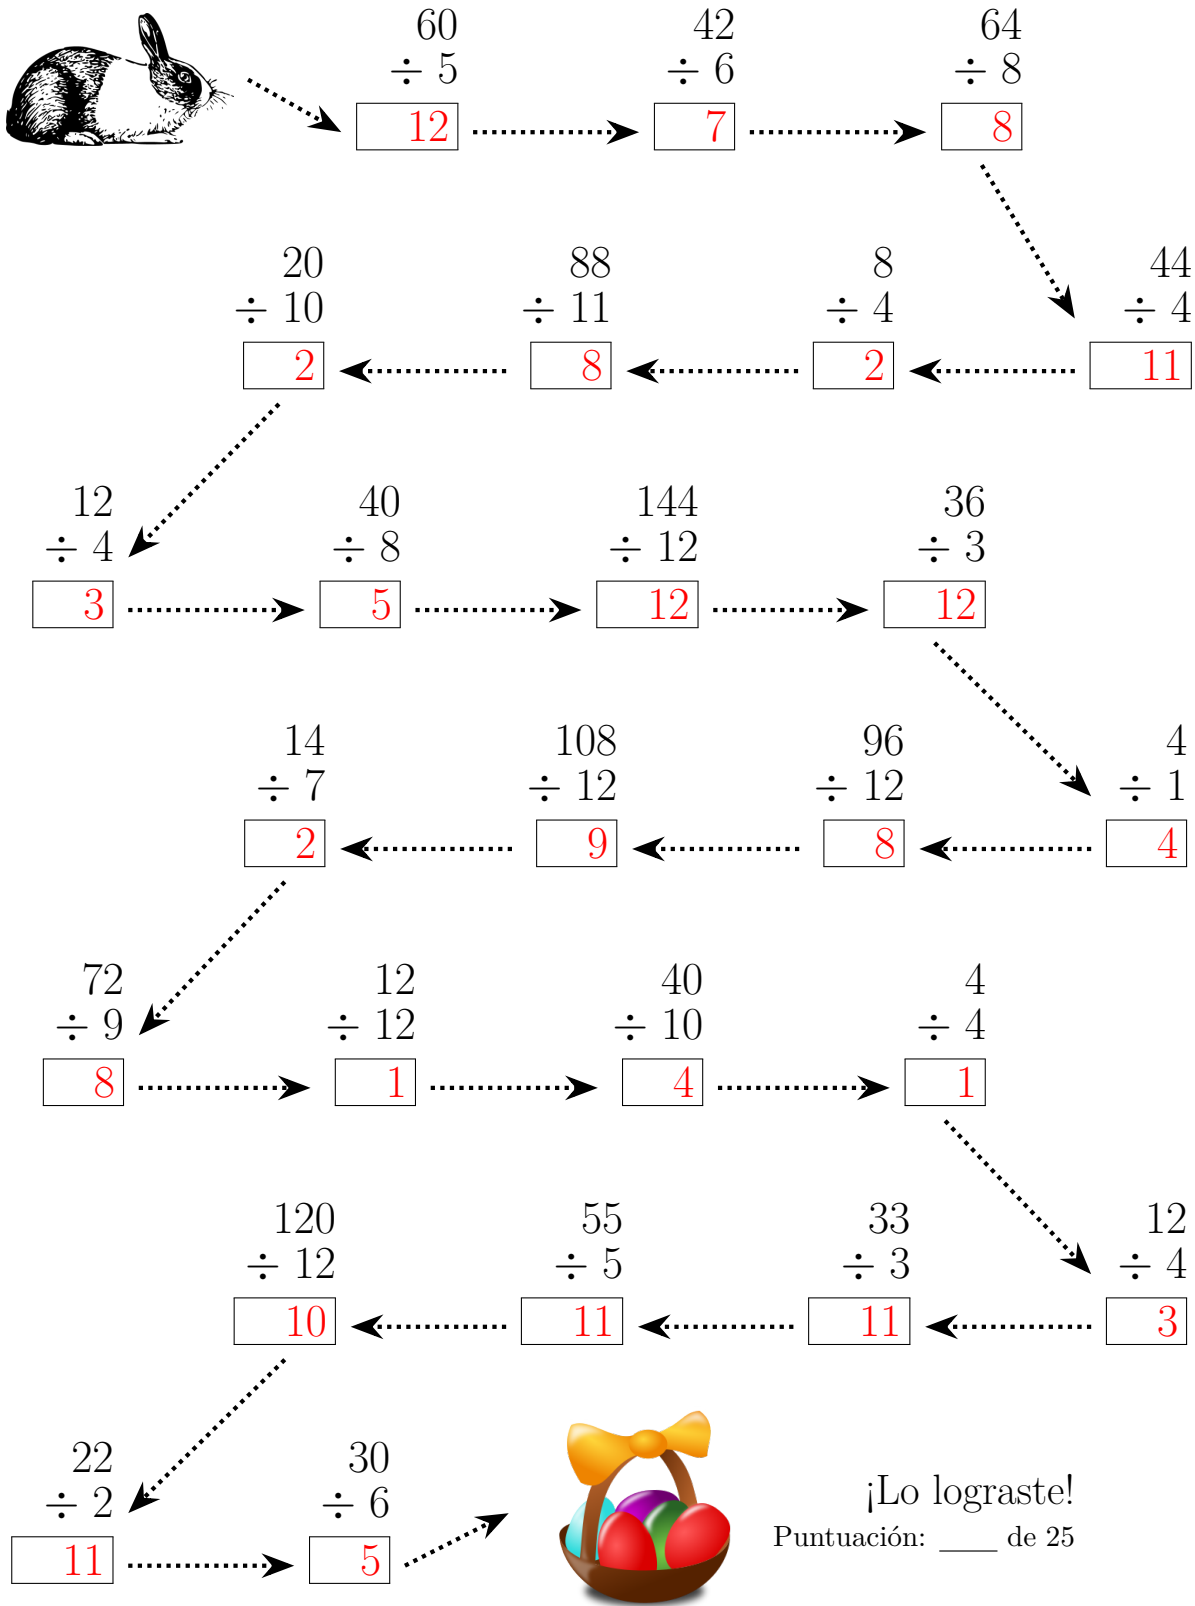 60 42 64
÷ 5 ÷ 6 ÷ 8
12 7 8
20 88 8 44
÷ 10 ÷ 11 ÷ 4 ÷ 4
2 8 2 11
12 40 144 36
÷ 4 ÷ 8 ÷ 12 ÷ 3
3 5 12 12
14 108 96 4
÷ 7 ÷ 12 ÷ 12 ÷ 1
2 9 8 4
72 12 40 4
÷ 9 ÷ 12 ÷ 10 ÷ 4
8 1 4 1
120 55 33 12
÷ 12 ÷ 5 ÷ 3 ÷ 4
10 11 11 3
22 30
÷ 2 ÷ 6
11 5
¡Lo lograste!
Puntuación: ____ de 25